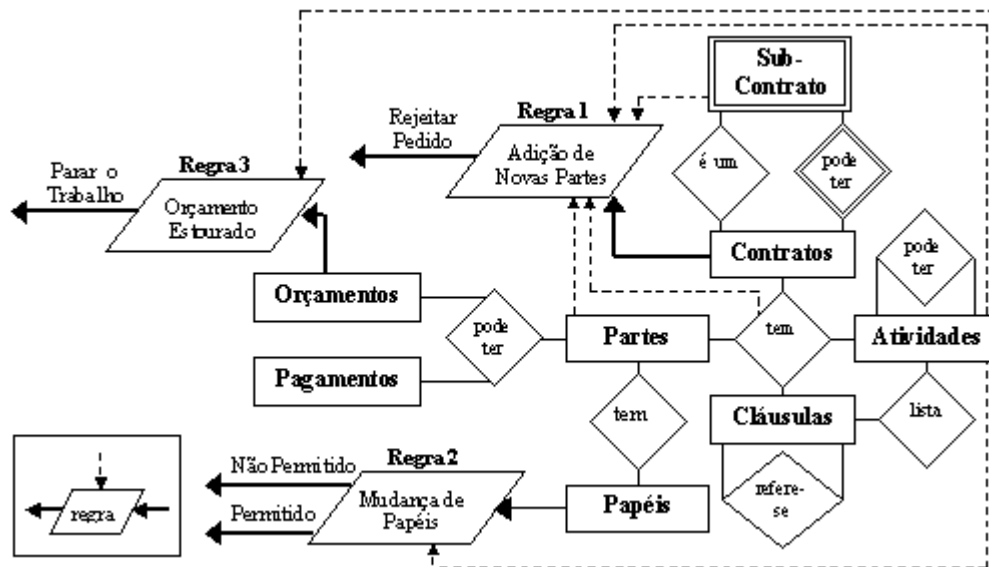 Sub-
Contrato
Regra 1
Rejeitar
Pedido
Adição de
Novas Partes
é um
pode
ter
Regra 3
Parar o
Trabalho
Orçamento
Estourado
Contratos
pode
ter
Orçamentos
pode
ter
Partes
tem
Atividades
Pagamentos
tem
Cláusulas
lista
Regra 2
Não Permitido
Mudança de
Papéis
Permitido
Papéis
refere-
se
regra